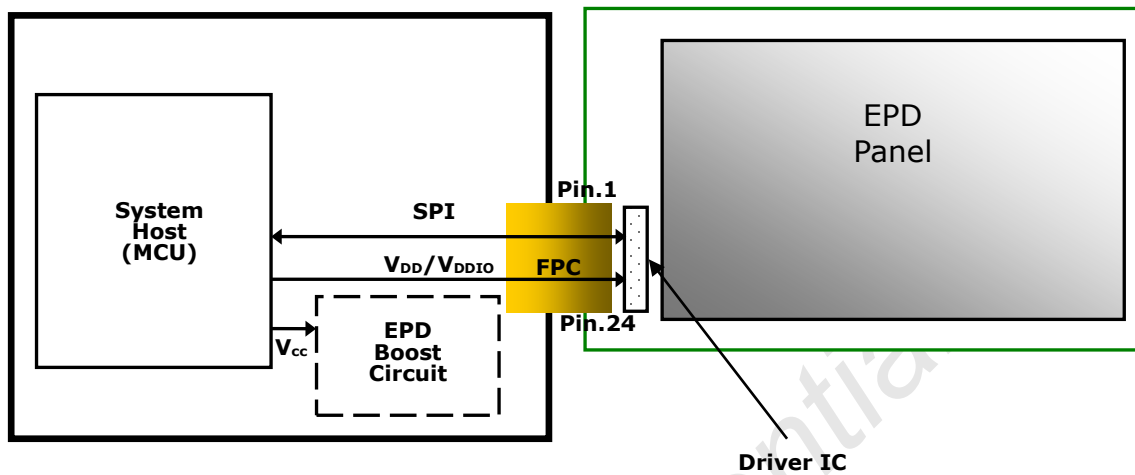 EPD
Panel
Pin.1
System
Host
(MCU)
SPI
VDD/VDDIO
FPC
Pin.24
Vcc
EPD
Boost
Circuit
Driver IC